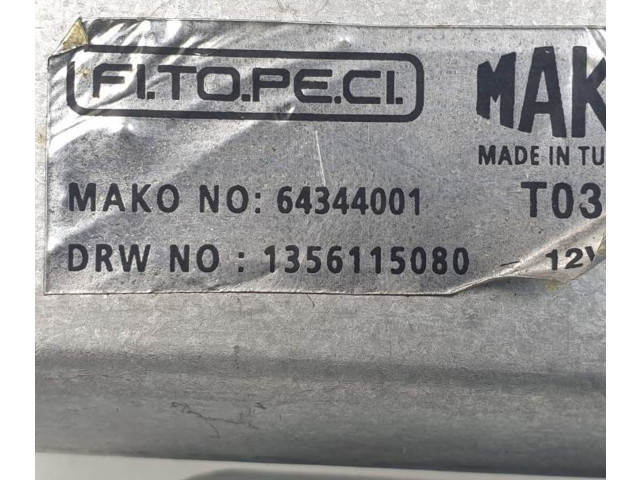 FI.TO.PE.CI. MAK
MADE IN TU
MAKO NO: 64344001 T03
DRW NO : 1356115080 - 12V